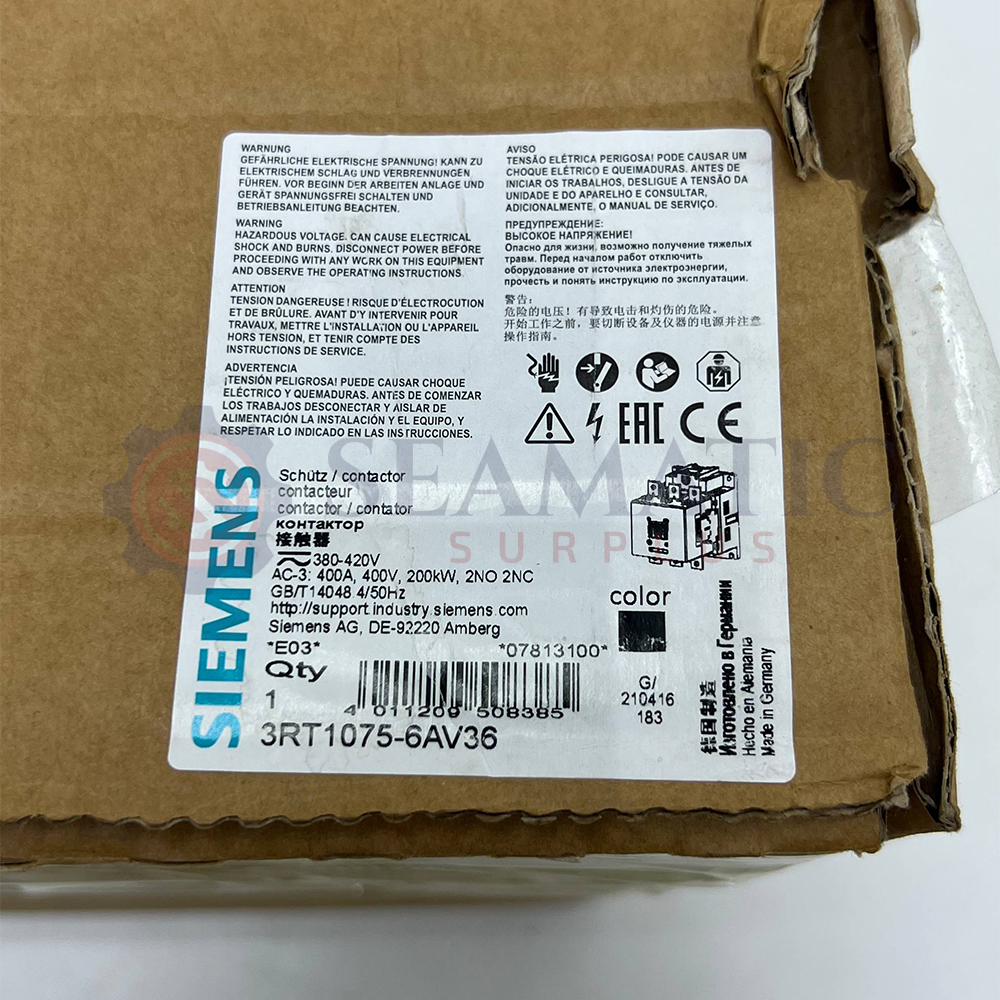 WARNUNG
GEFÄHRLICHE ELEKTRISCHE SPANNUNG! KANN ZU
ELEKTRISCHEM SCHLAG UND VERBRENNUNGEN
FÜHREN. VOR BEGINN DER ARBEITEN ANLAGE UND
GERÄT SPANNUNGSFREI SCHALTEN UND
BETRIEBSANLEITUNG BEACHTEN.
WARNING
HAZARDOUS VOLTAGE. CAN CAUSE ELECTRICAL
SHOCK AND BURNS. DISCONNECT POWER BEFORE
PROCEEDING WITH ANY WORK ON THIS EQUIPMENT
AND OBSERVE THE OPERATING INSTRUCTIONS.
ATTENTION
TENSION DANGEREUSE! RISQUE D'ÉLECTROCUTION
ET DE BRÛLURE. AVANT D'Y INTERVENIR POUR
TRAVAUX, METTRE L'INSTALLATION OU L'APPAREIL
HORS TENSION, ET TENIR COMPTE DES
INSTRUCTIONS DE SERVICE.
ADVERTENCIA
¡TENSIÓN PELIGROSA! PUEDE CAUSAR CHOQUE
ELÉCTRICO Y QUEMADURAS. ANTES DE COMENZAR
LOS TRABAJOS DESCONECTAR Y AISLAR DE
ALIMENTACIÓN LA INSTALACIÓN Y EL EQUIPO, Y
RESPETAR LO INDICADO EN LAS INSTRUCCIONES.
AVISO
TENSÃO ELÉTRICA PERIGOSA! PODE CAUSAR UM
CHOQUE ELÉTRICO E QUEIMADURAS. ANTES DE
INICIAR OS TRABALHOS, DESLIGUE A TENSÃO DA
UNIDADE E DO APARELHO E CONSULTAR,
ADICIONALMENTE, O MANUAL DE SERVIÇO.
ПРЕДУПРЕЖДЕНИЕ:
ВЫСОКОЕ НАПРЯЖЕНИЕ!
Опасно для жизни, возможно получение тяжелых
травм. Перед началом работ отключить
оборудование от источника электроэнергии,
прочесть и понять инструкцию по эксплуатации.
警告:
危险的电压! 有导致电击和灼伤的危险。
开始工作之前, 要切断设备及仪器的电源并注意
操作指南。
EAC CE
SEAMATIC
SURPLUS
SIEMENS
Schütz / contactor
contacteur
contactor / contator
контактор
接触器
380-420V
AC-3: 400A, 400V, 200kW, 2NO 2NC
GB/T14048.4/50Hz
http://support.industry.siemens.com
Siemens AG, DE-92220 Amberg
*E03* *07813100*
Qty
1
4 011209 508385
3RT1075-6AV36
color
G/
210416
183
德国制造
Изготовлено в Германии
Hecho en Alemania
Made in Germany